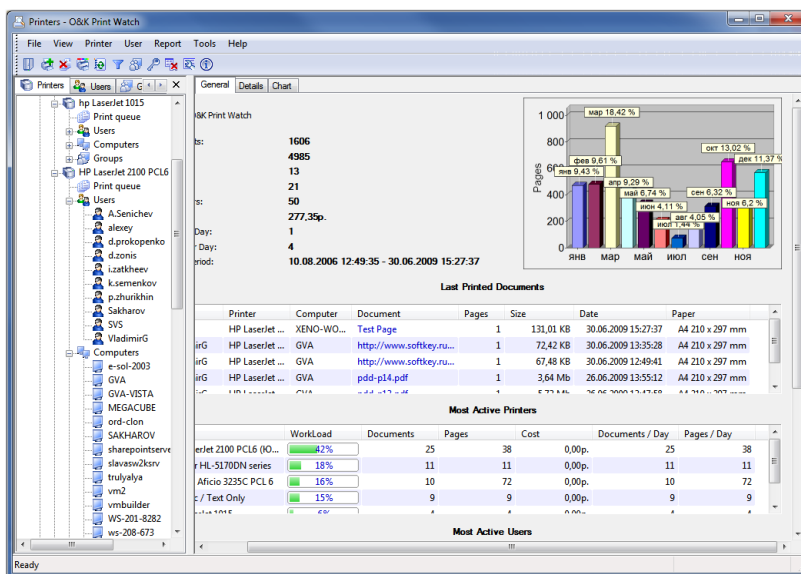 Printers - O&K Print Watch
File View Printer User Report Tools Help
Printers Users G
General Details Chart
hp LaserJet 1015
Print queue
Users
Computers
Groups
HP LaserJet 2100 PCL6
Print queue
Users
A.Senichev
alexey
d.prokopenko
d.zonis
i.zatkheev
k.semenkov
p.zhurikhin
Sakharov
SVS
VladimirG
Computers
e-sol-2003
GVA
GVA-VISTA
MEGACUBE
ord-clon
SAKHAROV
sharepointserve
slavasw2ksrv
trulyalya
vm2
vmbuilder
WS-201-8282
ws-208-673
&K Print Watch
ts: 1606
4985
13
21
rs: 50
277,35р.
Day: 1
r Day: 4
eriod: 10.08.2006 12:49:35 - 30.06.2009 15:27:37
Pages
1 000
800
600
400
200
0
янв 9,43 %
фев 9,61 %
мар 18,42 %
апр 9,29 %
май 6,74 %
июн 4,11 %
июл 1,44 %
авг 4,05 %
сен 6,32 %
окт 13,02 %
ноя 6,2 %
дек 11,37 %
янв мар май июл сен ноя
Last Printed Documents
Printer Computer Document Pages Size Date Paper
HP LaserJet ... XENO-WO... Test Page 1 131,01 KB 30.06.2009 15:27:37 A4 210 x 297 mm
irG HP LaserJet ... GVA http://www.softkey.ru... 1 72,42 KB 30.06.2009 13:35:28 A4 210 x 297 mm
irG HP LaserJet ... GVA http://www.softkey.ru... 1 67,48 KB 30.06.2009 12:49:41 A4 210 x 297 mm
irG HP LaserJet ... GVA pdd-p14.pdf 1 3,64 Mb 26.06.2009 13:55:12 A4 210 x 297 mm
Most Active Printers
WorkLoad Documents Pages Cost Documents / Day Pages / Day
erJet 2100 PCL6 (Ю... 42% 25 38 0,00р. 25 38
r HL-5170DN series 18% 11 11 0,00р. 11 11
Aficio 3235C PCL 6 16% 10 72 0,00р. 10 72
c / Text Only 15% 9 9 0,00р. 9 9
Most Active Users
Ready